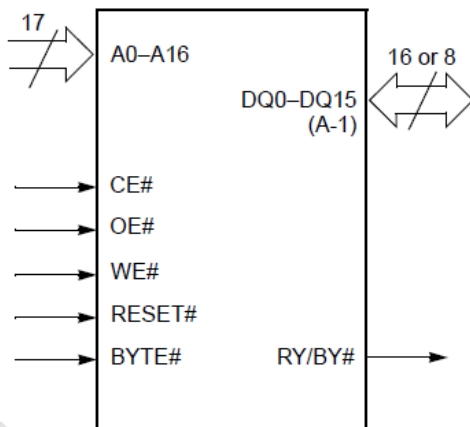 17
A0–A16
16 or 8
DQ0–DQ15
(A-1)
CE#
OE#
WE#
RESET#
BYTE#
RY/BY#